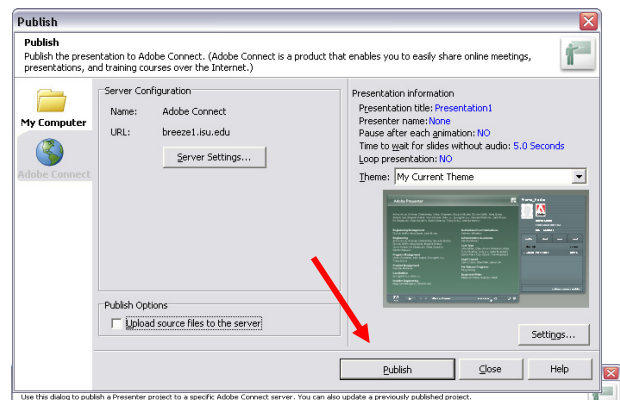 Publish
Publish
Publish the presentation to Adobe Connect. (Adobe Connect is a product that enables you to easily share online meetings,
presentations, and training courses over the Internet.)
My Computer
Adobe Connect
Server Configuration
Name: Adobe Connect
URL: breeze1.isu.edu
Server Settings...
Publish Options
Upload source files to the server
Presentation information
Presentation title: Presentation1
Presenter name: None
Pause after each animation: NO
Time to wait for slides without audio: 5.0 Seconds
Loop presentation: NO
Theme: My Current Theme
Adobe Presenter
Settings...
Publish Close Help
Use this dialog to publish a Presenter project to a specific Adobe Connect server. You can also update a previously published project.